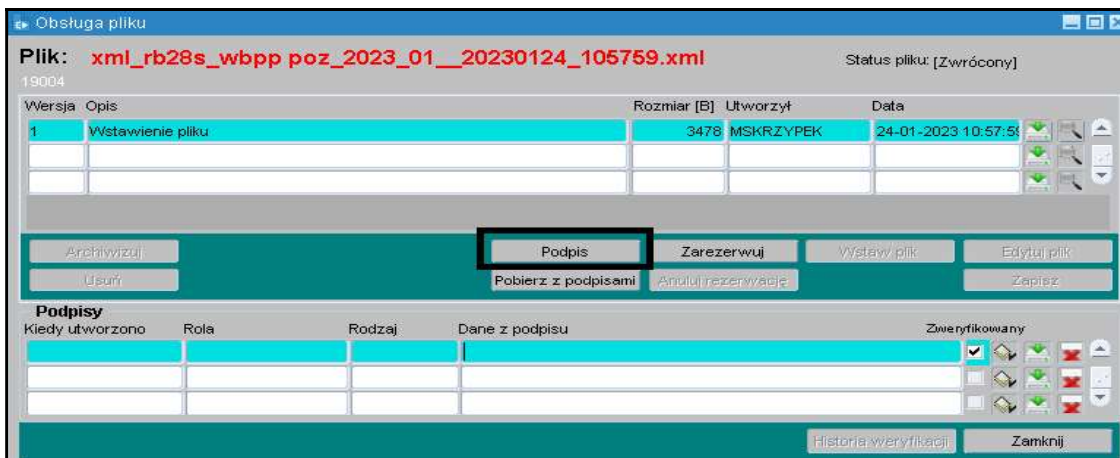 Obsługa pliku
Plik: xml_rb28s_wbpp poz_2023_01__20230124_105759.xml Status pliku: [Zwrócony]
19004
Wersja Opis Rozmiar [B] Utworzył Data
1 Wstawienie pliku 3478 MSKRZYPEK 24-01-2023 10:57:59
Archiwizuj Podpis Zarezerwuj Wstaw plik Edytuj plik
Usuń Pobierz z podpisami Anuluj rezerwację Zapisz
Podpisy
Kiedy utworzono Rola Rodzaj Dane z podpisu Zweryfikowany
Historia weryfikacji Zamknij